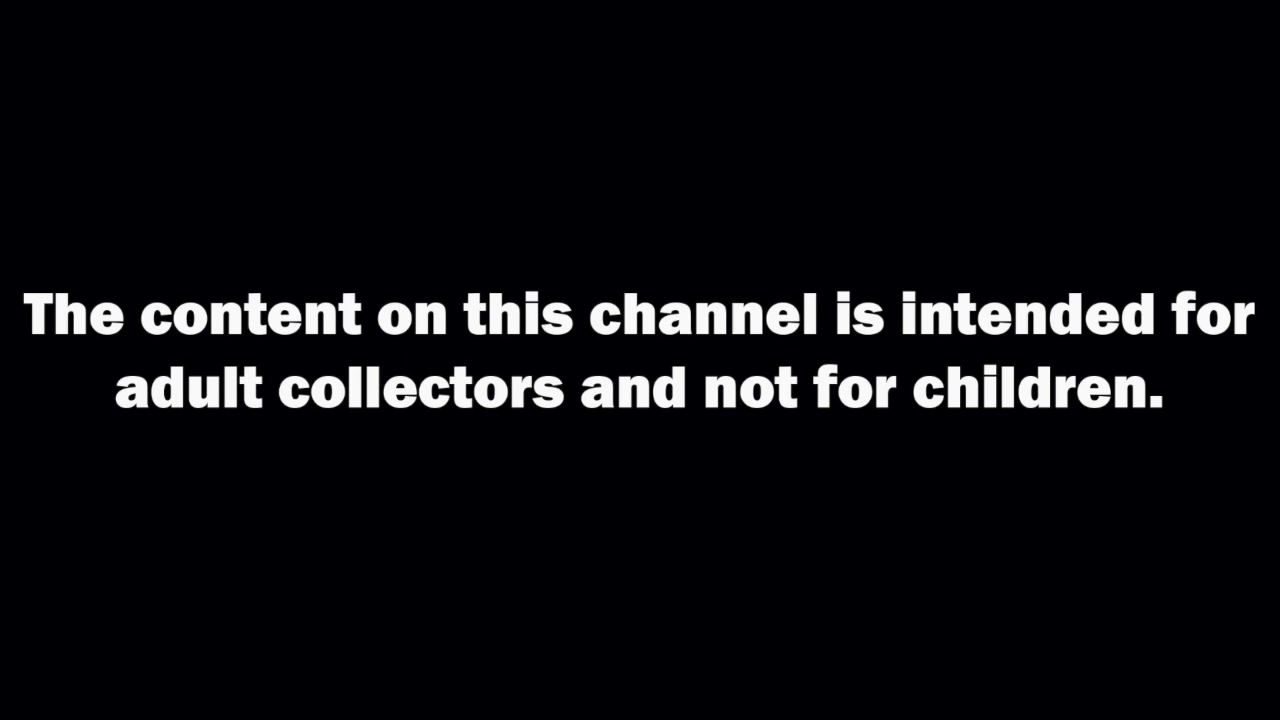 The content on this channel is intended for
adult collectors and not for children.